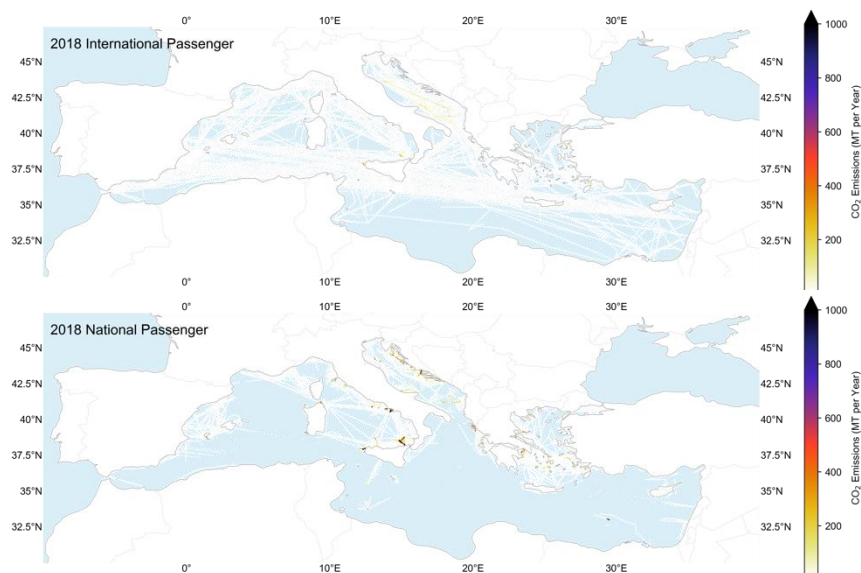 0° 10°E 20°E 30°E
2018 International Passenger
45°N 45°N
42.5°N 42.5°N
40°N 40°N
37.5°N 37.5°N
35°N 35°N
32.5°N 32.5°N
0° 10°E 20°E 30°E
1000
800
600
400
200
CO₂ Emissions (MT per Year)
0° 10°E 20°E 30°E
2018 National Passenger
45°N 45°N
42.5°N 42.5°N
40°N 40°N
37.5°N 37.5°N
35°N 35°N
32.5°N 32.5°N
0° 10°E 20°E 30°E
1000
800
600
400
200
CO₂ Emissions (MT per Year)